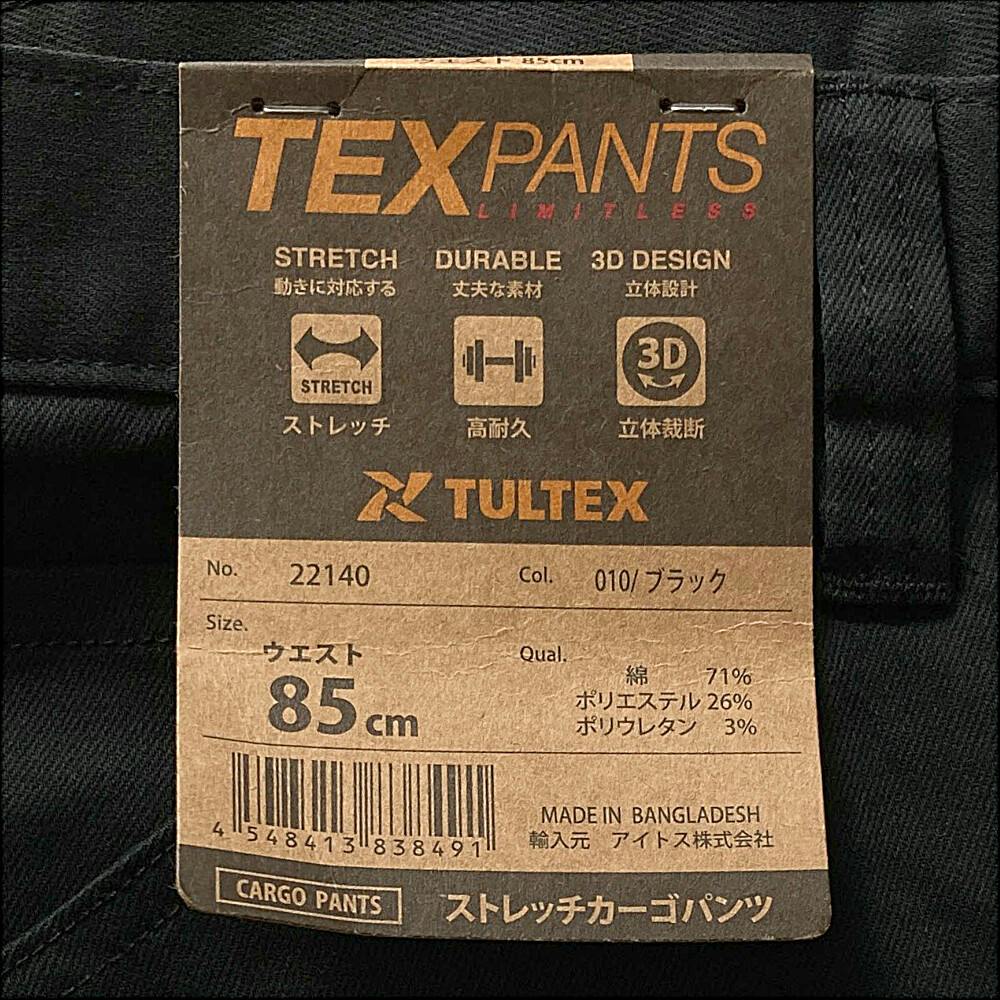 ウエスト 85cm
TEXPANTS
LIMITLESS
STRETCH DURABLE 3D DESIGN
動きに対応する 丈夫な素材 立体設計
STRETCH 3D
ストレッチ 高耐久 立体裁断
TULTEX
No. 22140 Col. 010/ブラック
Size.
ウエスト Qual.
85cm
綿 71%
ポリエステル 26%
ポリウレタン 3%
4 548413 838491
MADE IN BANGLADESH
輸入元 アイトス株式会社
CARGO PANTS ストレッチカーゴパンツ